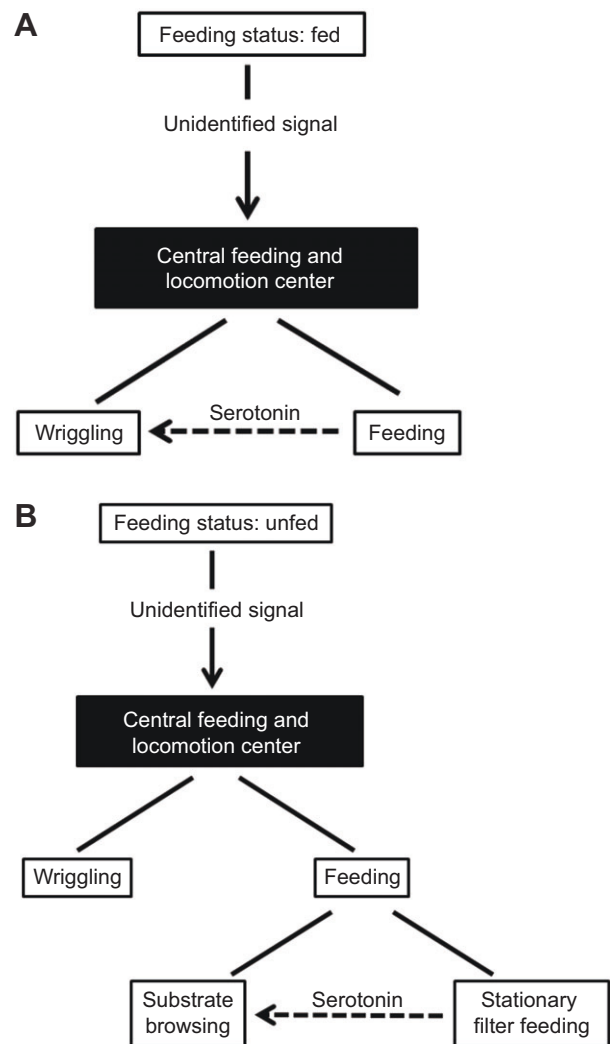 A
Feeding status: fed
Unidentified signal
Central feeding and
locomotion center
Serotonin
Wriggling
Feeding
B
Feeding status: unfed
Unidentified signal
Central feeding and
locomotion center
Wriggling
Feeding
Substrate
browsing
Serotonin
Stationary
filter feeding